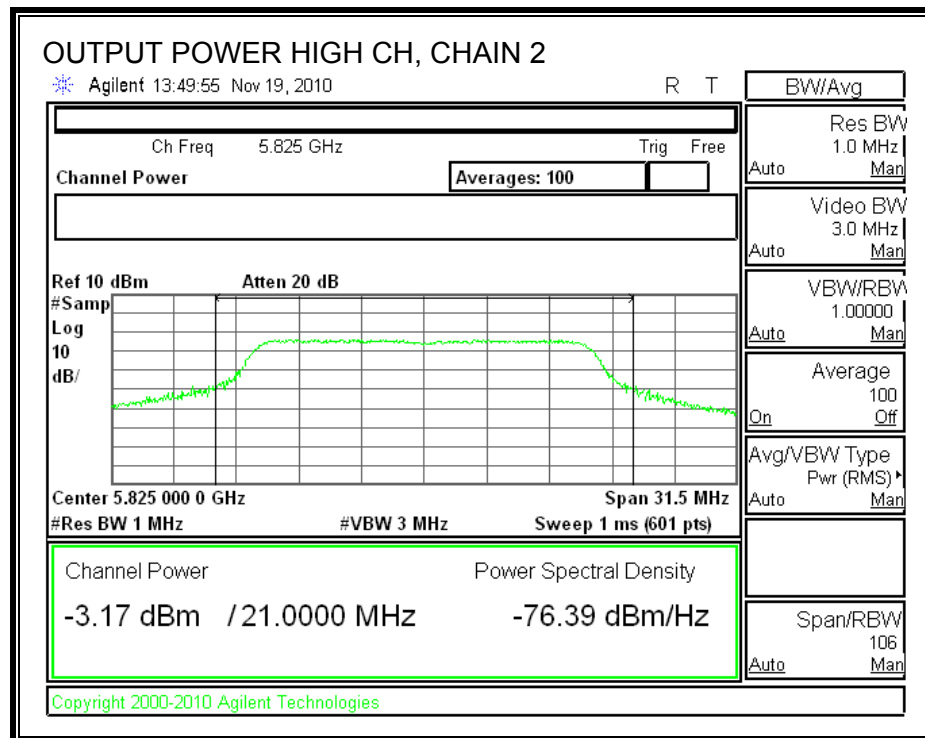 OUTPUT POWER HIGH CH, CHAIN 2
Agilent 13:49:55 Nov 19, 2010 R T
Ch Freq 5.825 GHz Trig Free
Channel Power Averages: 100
Ref 10 dBm Atten 20 dB
#Samp
Log
10
dB/
Center 5.825 000 0 GHz Span 31.5 MHz
#Res BW 1 MHz #VBW 3 MHz Sweep 1 ms (601 pts)
Channel Power Power Spectral Density
-3.17 dBm / 21.0000 MHz -76.39 dBm/Hz
Copyright 2000-2010 Agilent Technologies
BW/Avg
Res BW
1.0 MHz
Auto Man
Video BW
3.0 MHz
Auto Man
VBW/RBW
1.00000
Auto Man
Average
100
On Off
Avg/VBW Type
Pwr (RMS)
Auto Man
Span/RBW
106
Auto Man